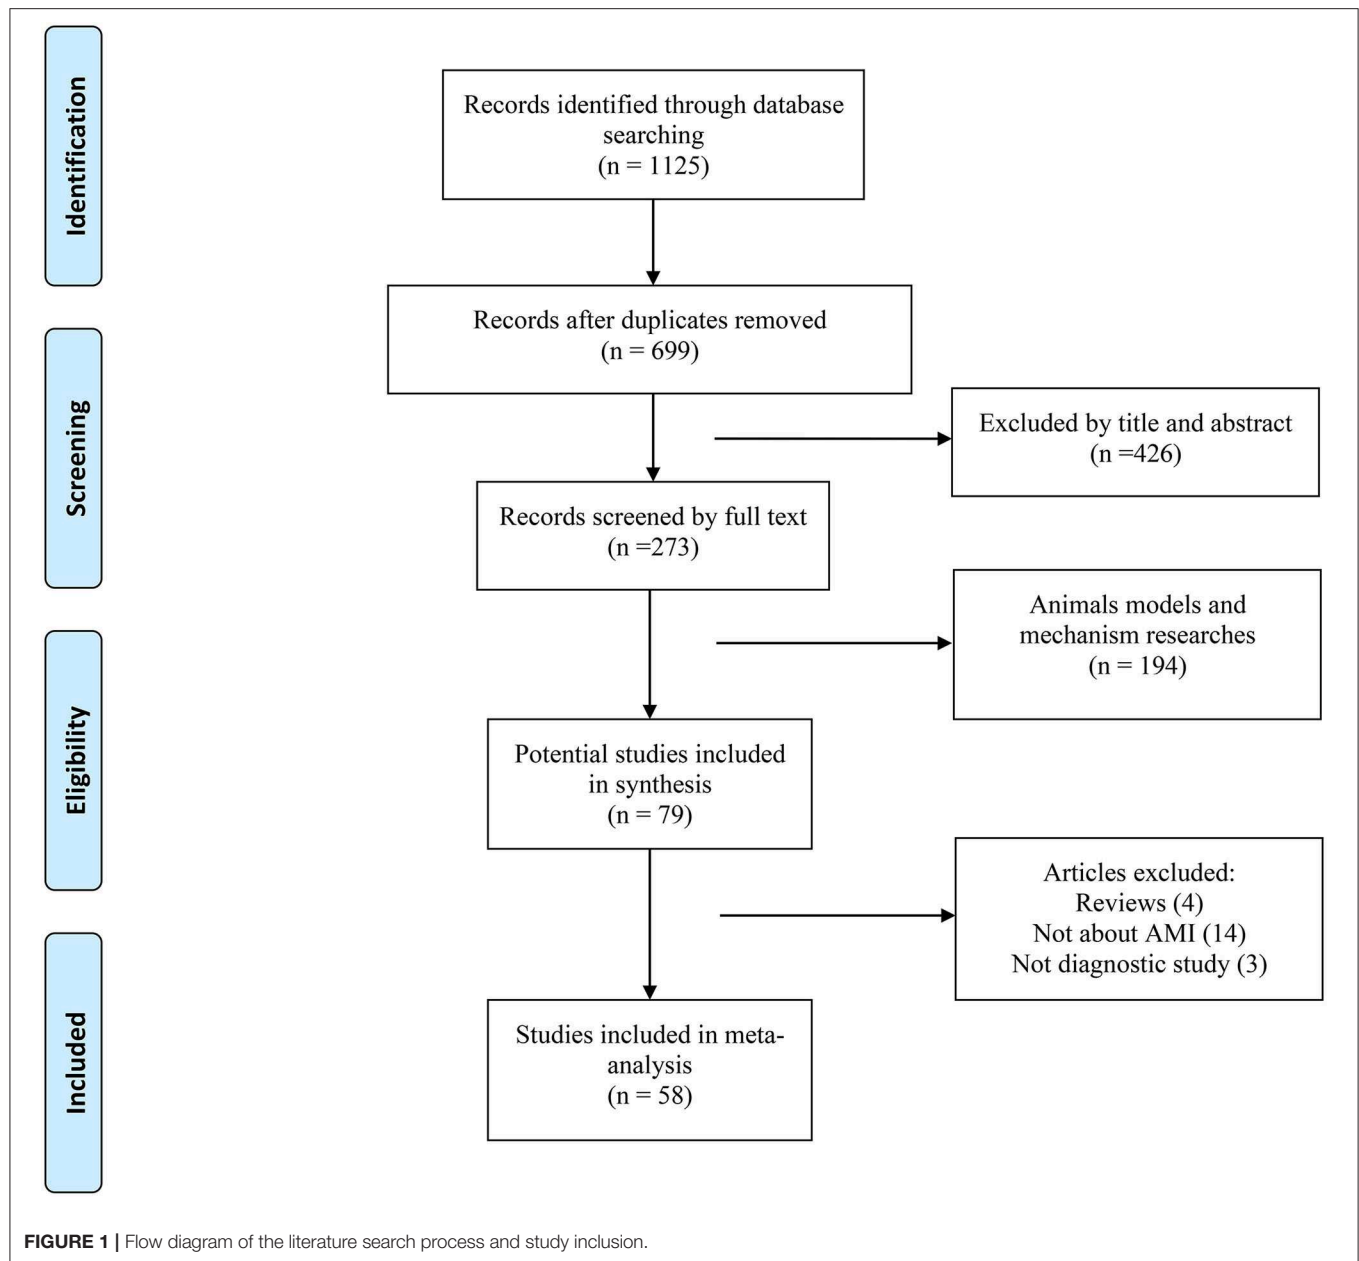 Identification
Records identified through database
searching
(n = 1125)
Records after duplicates removed
(n = 699)
Screening
Excluded by title and abstract
(n =426)
Records screened by full text
(n =273)
Animals models and
mechanism researches
(n = 194)
Eligibility
Potential studies included
in synthesis
(n = 79)
Articles excluded:
Reviews (4)
Not about AMI (14)
Not diagnostic study (3)
Included
Studies included in meta-
analysis
(n = 58)
FIGURE 1 | Flow diagram of the literature search process and study inclusion.